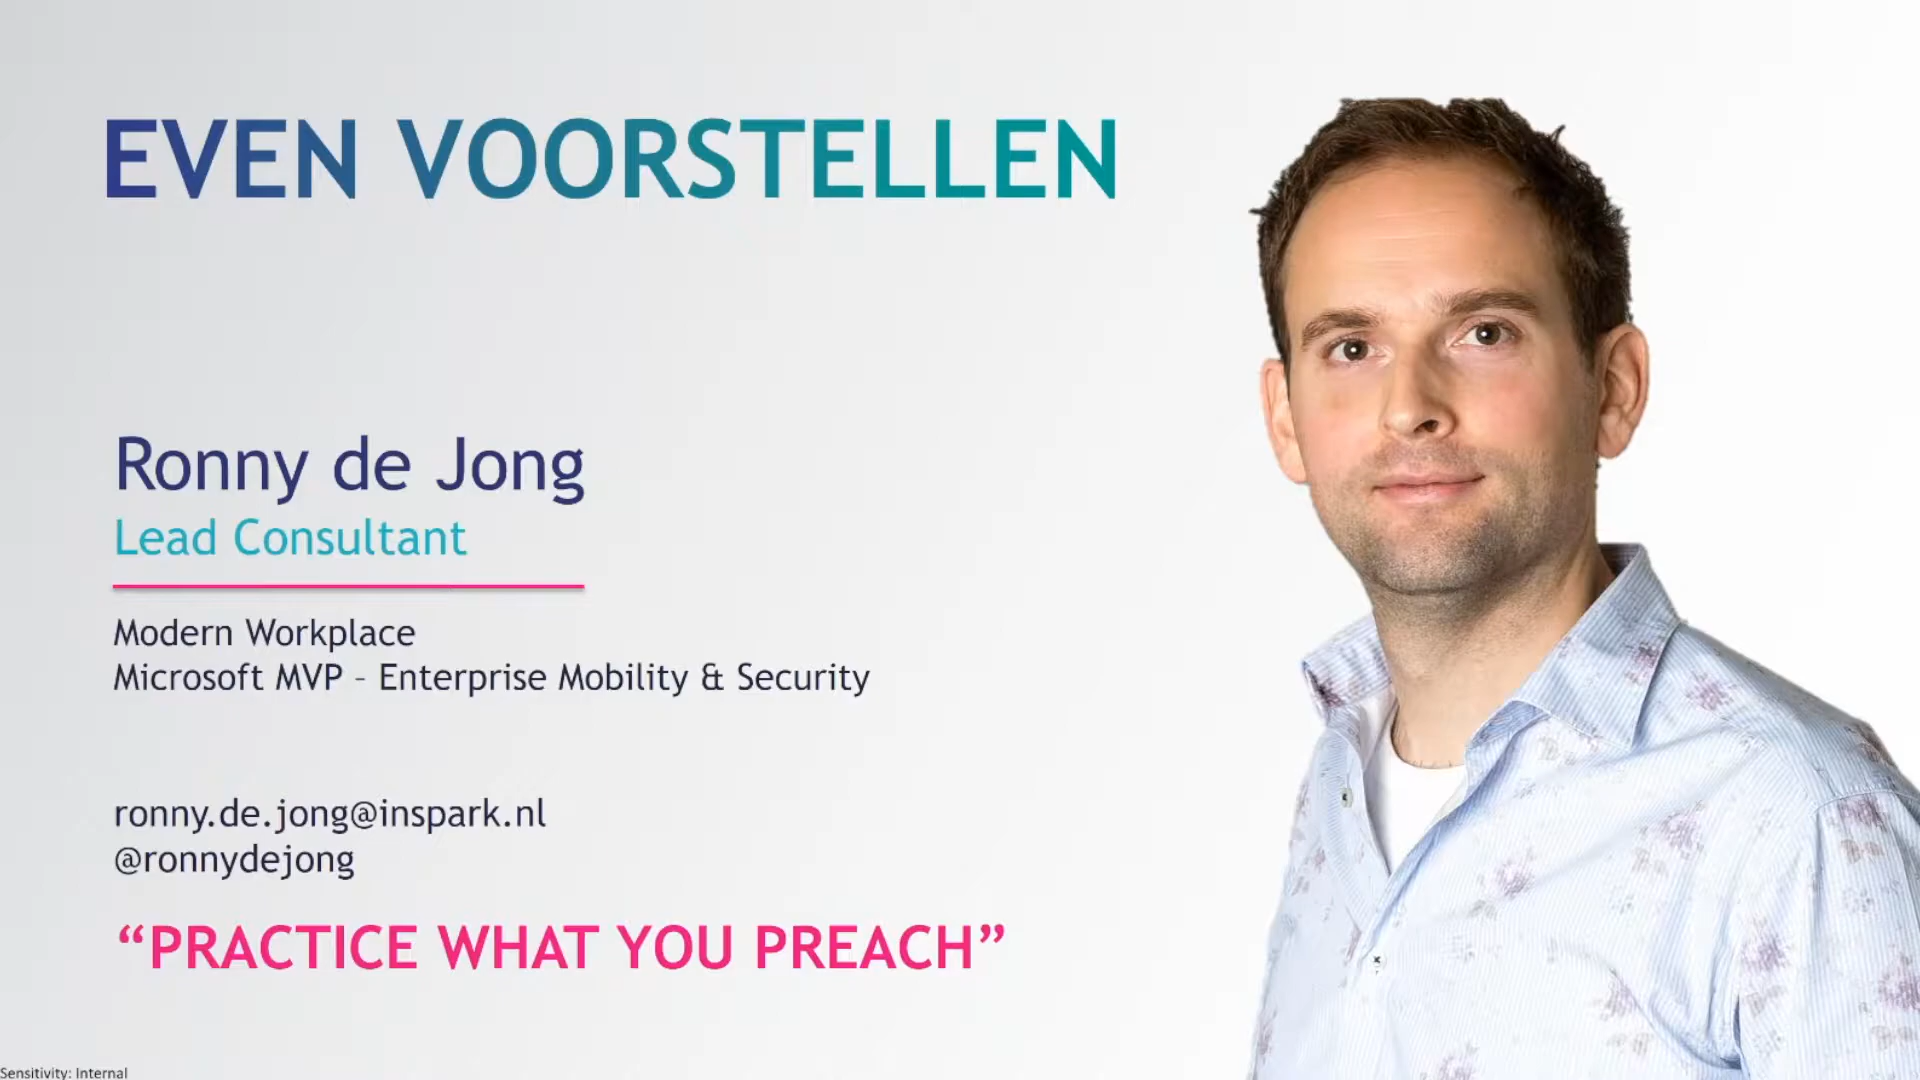 EVEN VOORSTELLEN
Ronny de Jong
Lead Consultant
Modern Workplace
Microsoft MVP – Enterprise Mobility & Security
ronny.de.jong@inspark.nl
@ronnydejong
“PRACTICE WHAT YOU PREACH”
Sensitivity: Internal